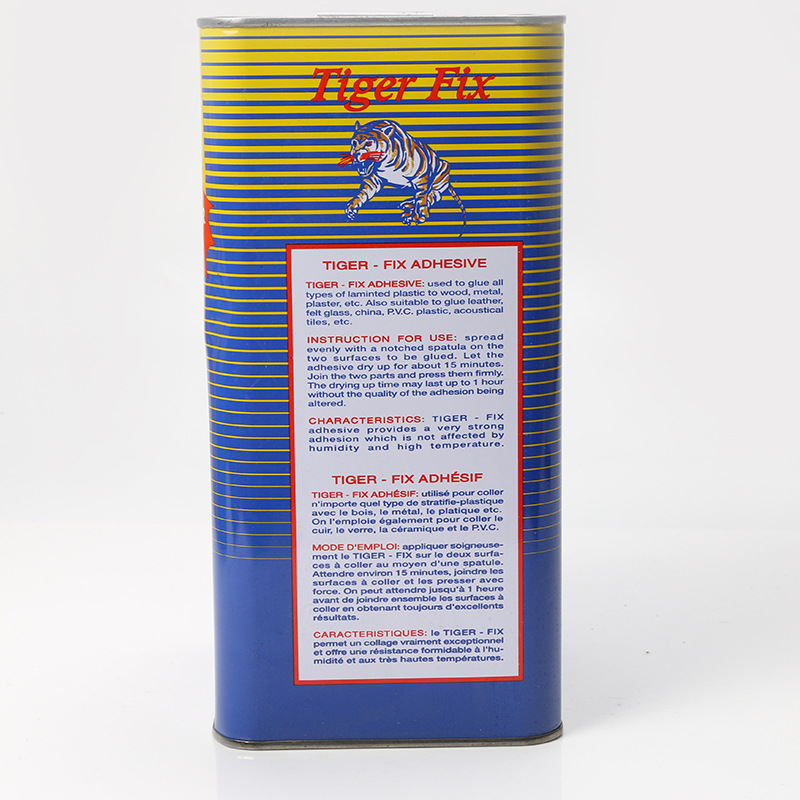 Tiger Fix
TIGER - FIX ADHESIVE
TIGER - FIX ADHESIVE: used to glue all
types of laminted plastic to wood, metal,
plaster, etc. Also suitable to glue leather,
felt glass, china, P.V.C. plastic, acoustical
tiles, etc.
INSTRUCTION FOR USE: spread
evenly with a notched spatula on the
two surfaces to be glued. Let the
adhesive dry up for about 15 minutes.
Join the two parts and press them firmly.
The drying up time may last up to 1 hour
without the quality of the adhesion being
altered.
CHARACTERISTICS: TIGER - FIX
adhesive provides a very strong
adhesion which is not affected by
humidity and high temperature.
TIGER - FIX ADHÉSIF
TIGER - FIX ADHÉSIF: utilisé pour coller
n'importe quel type de stratifie-plastique
avec le bois, le métal, le platique etc.
On l'emploie également pour coller le
cuir, le verre, la céramique et le P.V.C.
MODE D'EMPLOI: appliquer soigneuse-
ment le TIGER - FIX sur le deux surfa-
ces à coller au moyen d'une spatule.
Attendre environ 15 minutes, joindre les
surfaces à coller et les presser avec
force. On peut attendre jusqu'à 1 heure
avant de joindre ensemble les surfaces à
coller en obtenant toujours d'excellents
résultats.
CARACTERISTIQUES: le TIGER - FIX
permet un collage vraiment exceptionnel
et offre une résistance formidable à l'hu-
midité et aux très hautes températures.